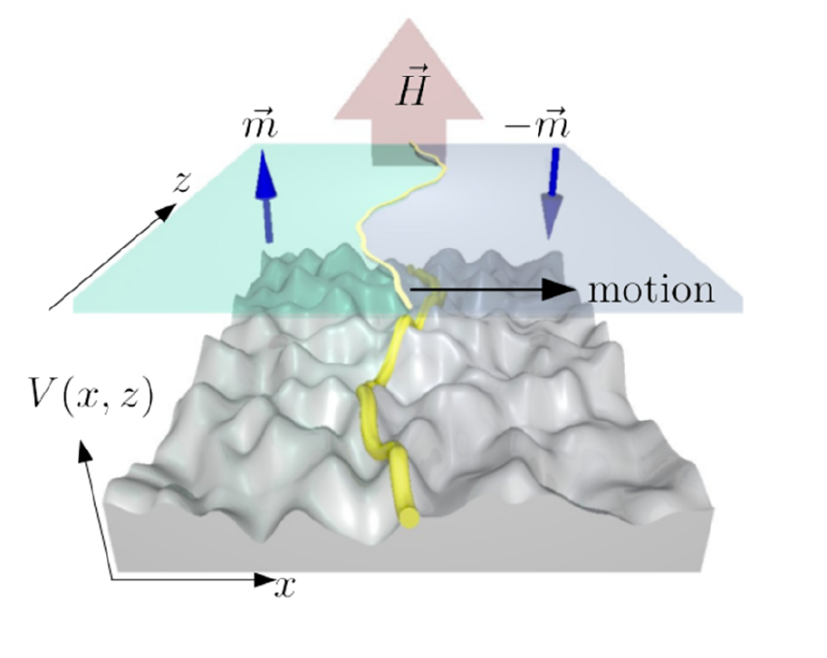 H⃗
m⃗
−m⃗
z
motion
V(x, z)
x